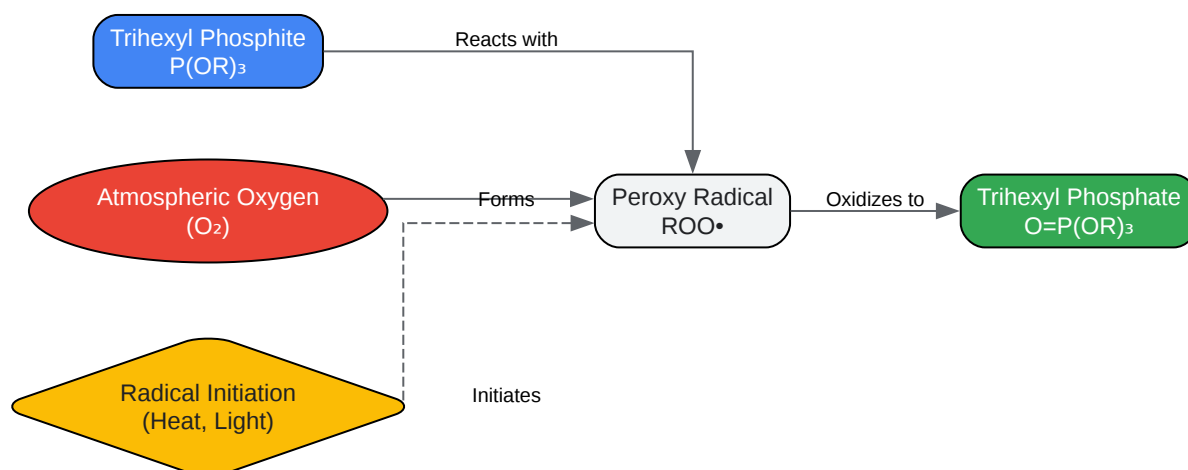 Trihexyl Phosphite
P(OR)₃
Reacts with
Atmospheric Oxygen
(O₂)
Forms
Peroxy Radical
ROO•
Oxidizes to
Trihexyl Phosphate
O=P(OR)₃
Radical Initiation
(Heat, Light)
Initiates